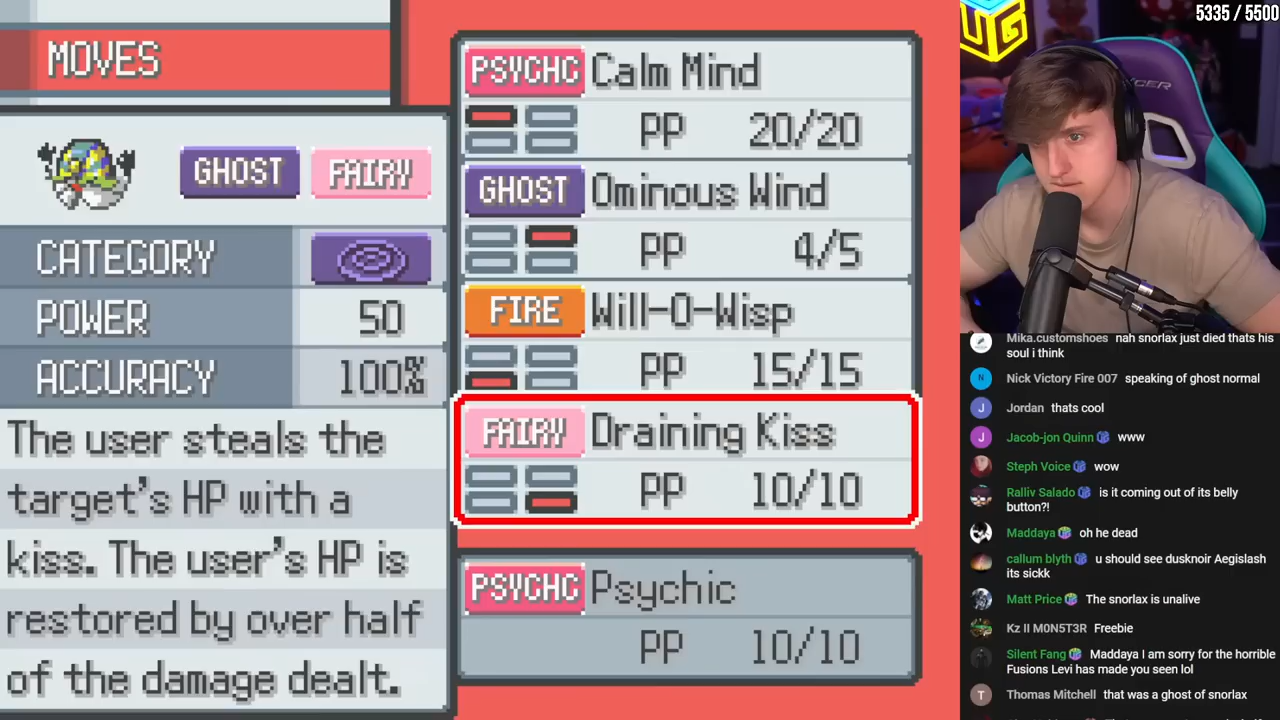 MOVES
GHOST FAIRY
CATEGORY
POWER 50
ACCURACY 100%
The user steals the
target's HP with a
kiss. The user's HP is
restored by over half
of the damage dealt.
PSYCHC Calm Mind
PP 20/20
GHOST Ominous Wind
PP 4/5
FIRE Will-O-Wisp
PP 15/15
FAIRY Draining Kiss
PP 10/10
PSYCHC Psychic
PP 10/10
5335 / 5500
UG
Mika.customshoes nah snorlax just died thats his
soul i think
Nick Victory Fire 007 speaking of ghost normal
Jordan thats cool
Jacob-jon Quinn www
Steph Voice wow
Ralliv Salado is it coming out of its belly
button?!
Maddaya oh he dead
callum blyth u should see dusknoir Aegislash
its sickk
Matt Price The snorlax is unalive
Kz II M0N5T3R Freebie
Silent Fang Maddaya I am sorry for the horrible
Fusions Levi has made you seen lol
Thomas Mitchell that was a ghost of snorlax